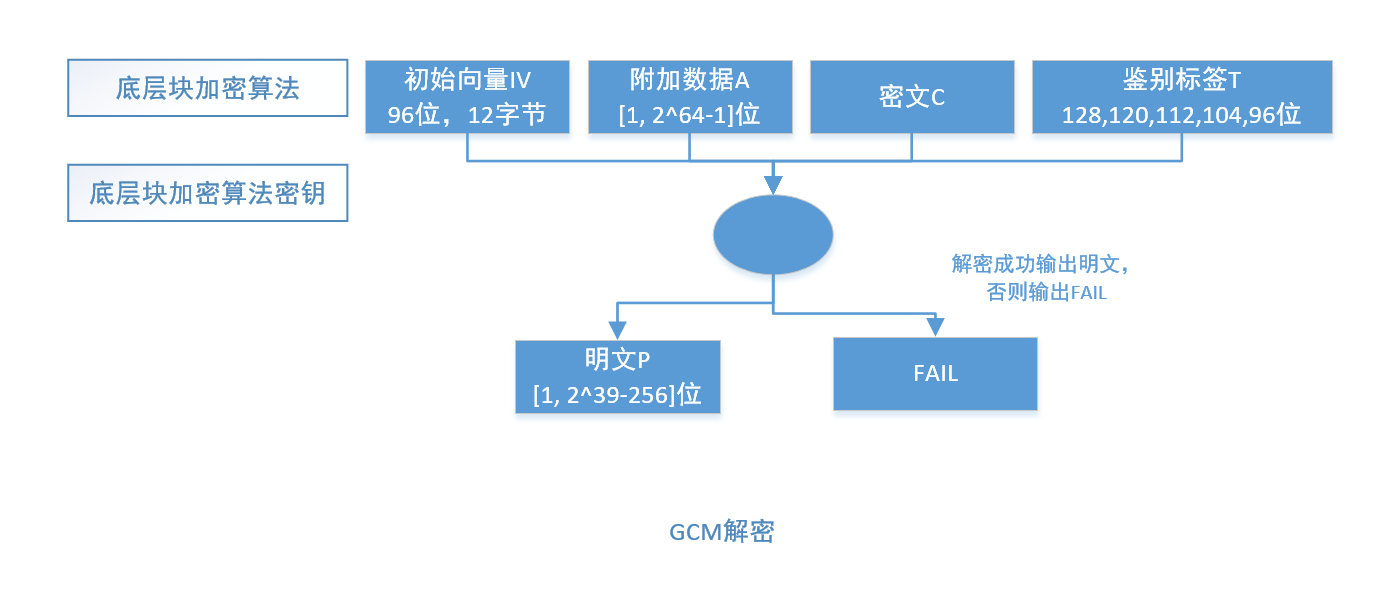 底层块加密算法
初始向量IV
96位，12字节
附加数据A
[1, 2^64-1]位
密文C
鉴别标签T
128,120,112,104,96位
底层块加密算法密钥
解密成功输出明文，
否则输出FAIL
明文P
[1, 2^39-256]位
FAIL
GCM解密